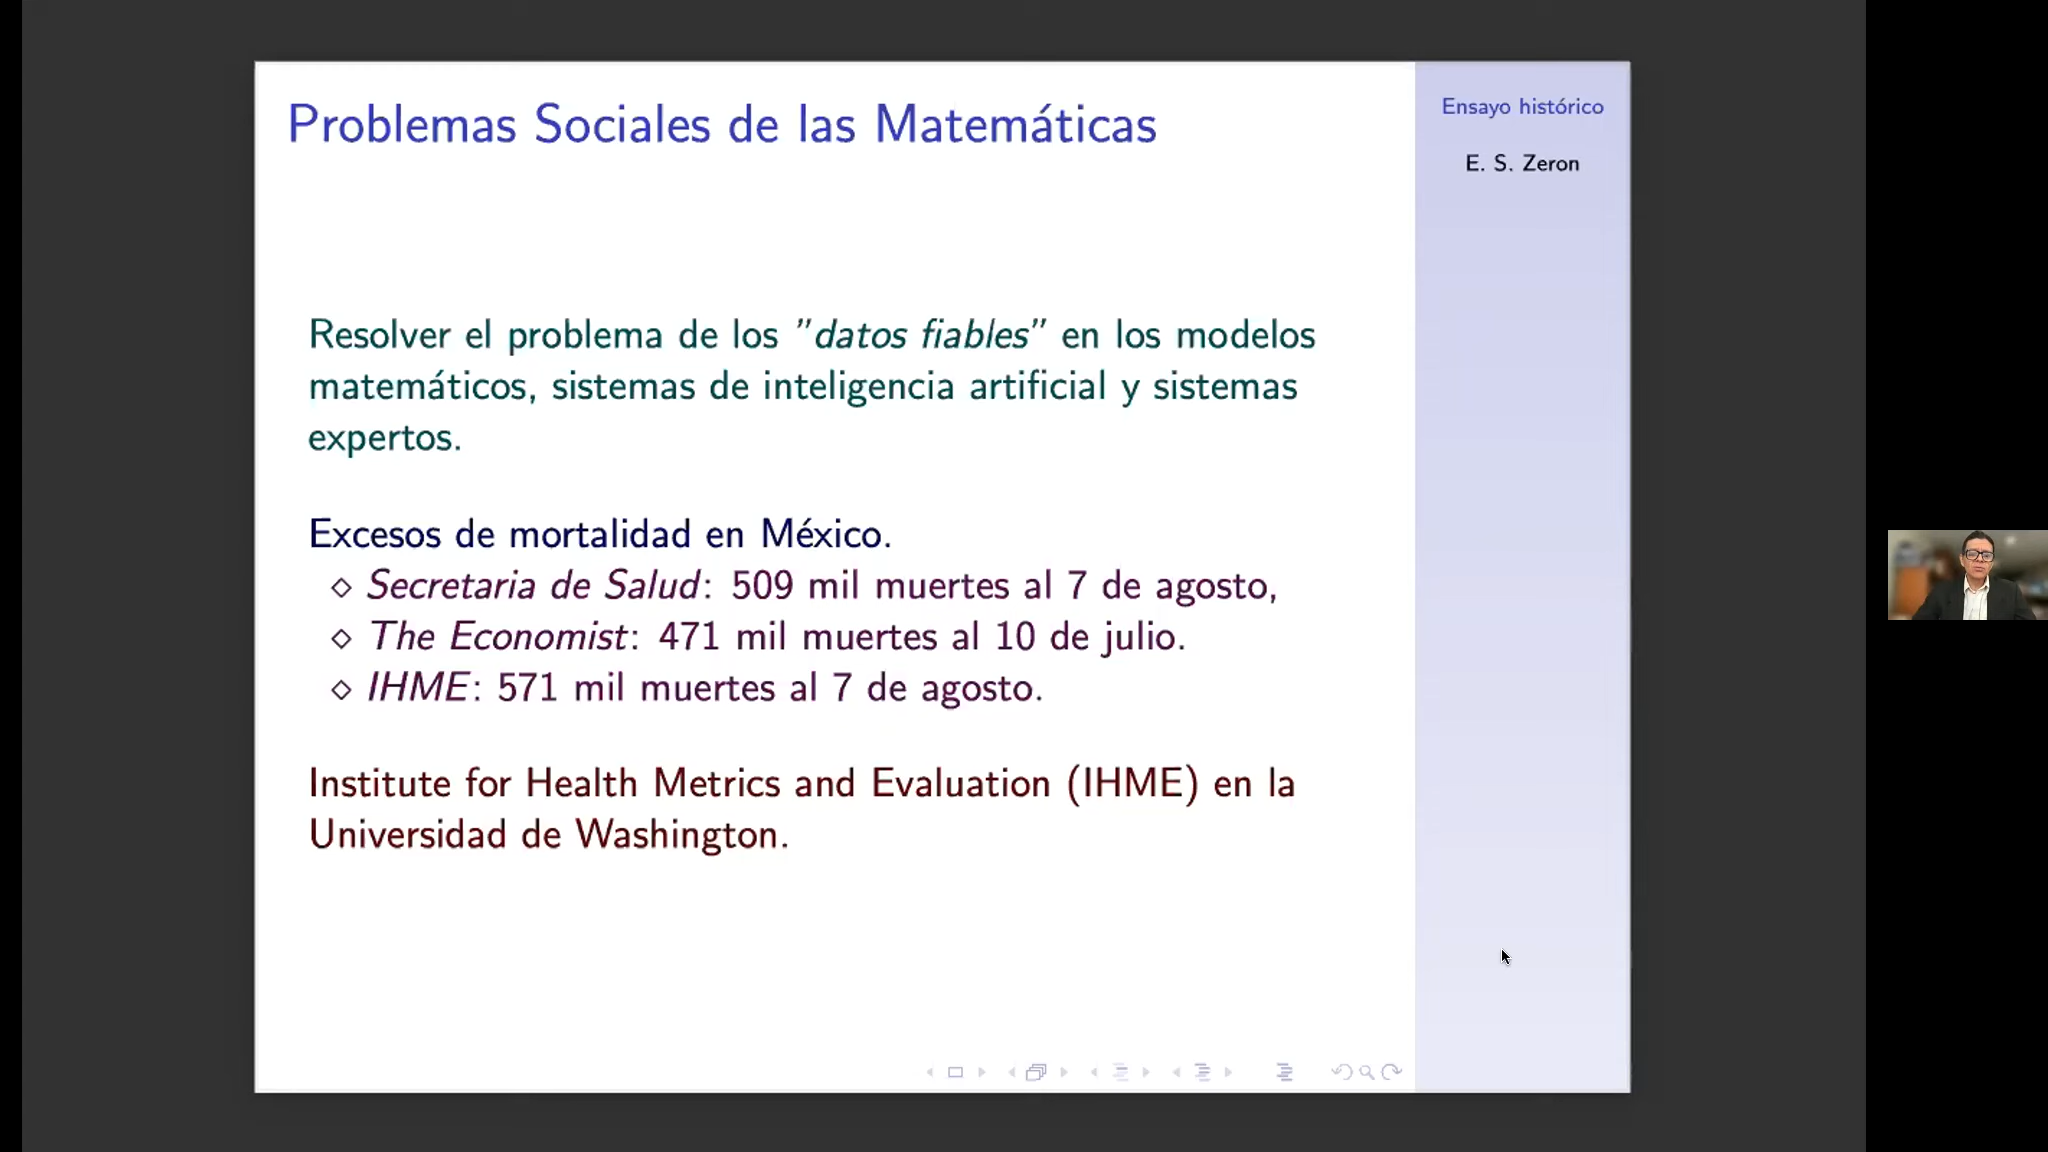 Problemas Sociales de las Matemáticas
Resolver el problema de los "datos fiables" en los modelos
matemáticos, sistemas de inteligencia artificial y sistemas
expertos.
Excesos de mortalidad en México.
◇ Secretaria de Salud: 509 mil muertes al 7 de agosto,
◇ The Economist: 471 mil muertes al 10 de julio.
◇ IHME: 571 mil muertes al 7 de agosto.
Institute for Health Metrics and Evaluation (IHME) en la
Universidad de Washington.
Ensayo histórico
E. S. Zeron